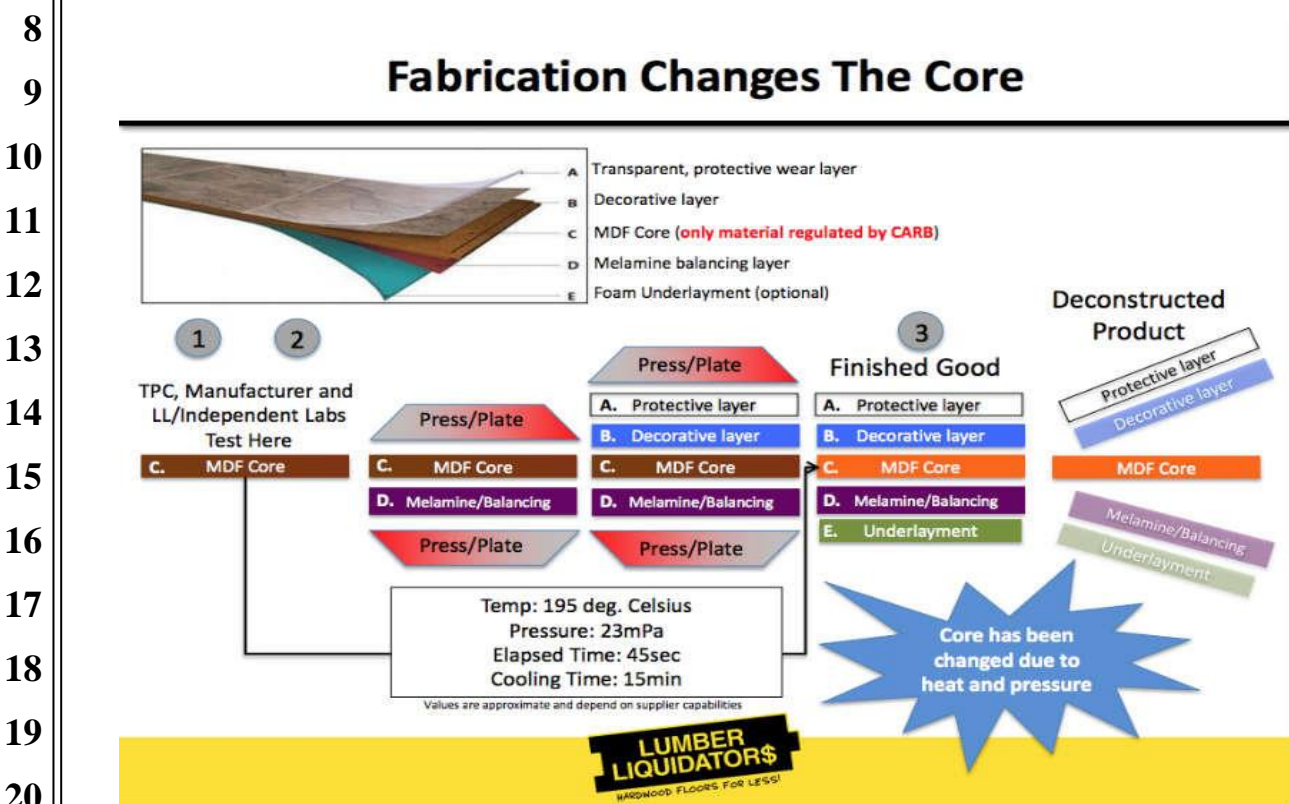 8
9
10
11
12
13
14
15
16
17
18
19
20
Fabrication Changes The Core
A Transparent, protective wear layer
B Decorative layer
C MDF Core (only material regulated by CARB)
D Melamine balancing layer
E Foam Underlayment (optional)
1
2
TPC, Manufacturer and
LL/Independent Labs
Test Here
C. MDF Core
Press/Plate
C. MDF Core
D. Melamine/Balancing
Press/Plate
Press/Plate
A. Protective layer
B. Decorative layer
C. MDF Core
D. Melamine/Balancing
Press/Plate
3
Finished Good
A. Protective layer
B. Decorative layer
C. MDF Core
D. Melamine/Balancing
E. Underlayment
Deconstructed
Product
Protective layer
Decorative layer
MDF Core
Melamine/Balancing
Underlayment
Temp: 195 deg. Celsius
Pressure: 23mPa
Elapsed Time: 45sec
Cooling Time: 15min
Values are approximate and depend on supplier capabilities
Core has been
changed due to
heat and pressure
LUMBER
LIQUIDATOR$
HARDWOOD FLOORS FOR LESS!